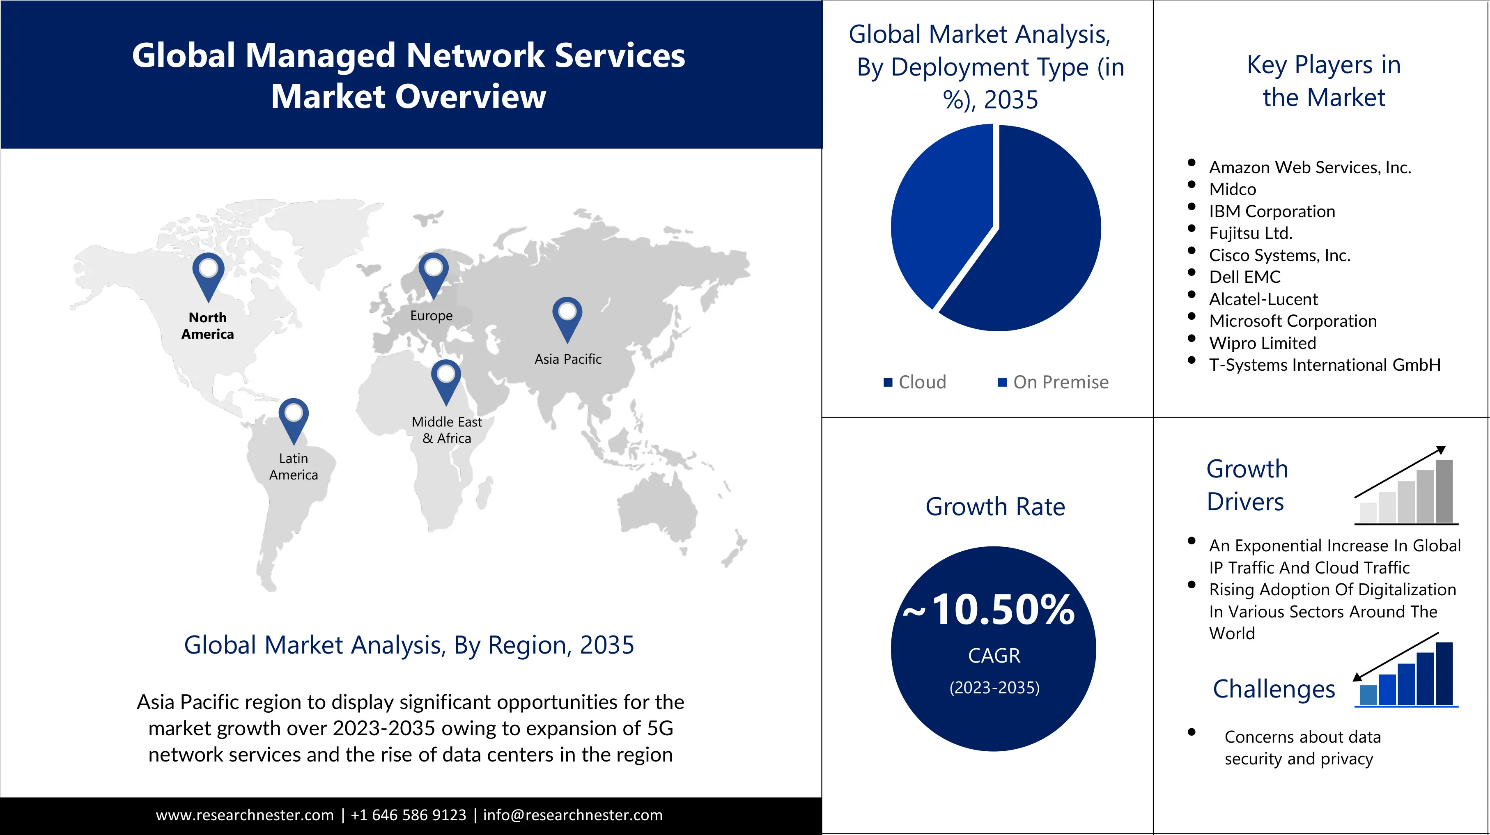 Global Managed Network Services
Market Overview
North
America
Europe
Asia Pacific
Middle East
& Africa
Latin
America
Global Market Analysis, By Region, 2035
Asia Pacific region to display significant opportunities for the
market growth over 2023-2035 owing to expansion of 5G
network services and the rise of data centers in the region
www.researchnester.com | +1 646 586 9123 | info@researchnester.com
Global Market Analysis,
By Deployment Type (in
%), 2035
Cloud
On Premise
Key Players in
the Market
• Amazon Web Services, Inc.
• Midco
• IBM Corporation
• Fujitsu Ltd.
• Cisco Systems, Inc.
• Dell EMC
• Alcatel-Lucent
• Microsoft Corporation
• Wipro Limited
• T-Systems International GmbH
Growth Rate
~10.50%
CAGR
(2023-2035)
Growth
Drivers
• An Exponential Increase In Global
IP Traffic And Cloud Traffic
• Rising Adoption Of Digitalization
In Various Sectors Around The
World
Challenges
• Concerns about data
security and privacy